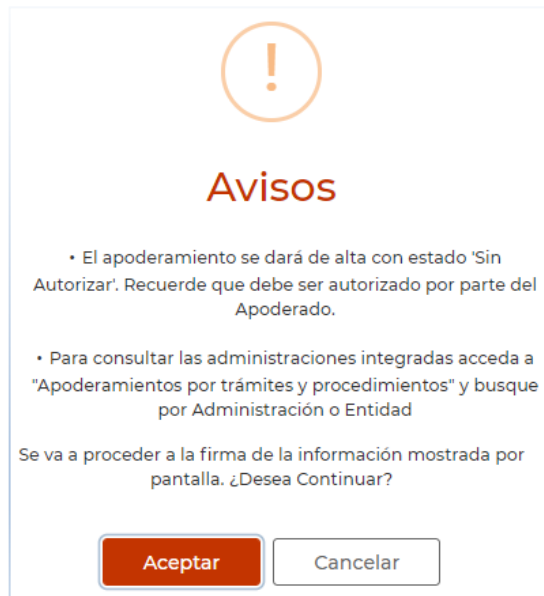 !
Avisos
• El apoderamiento se dará de alta con estado 'Sin
Autorizar'. Recuerde que debe ser autorizado por parte del
Apoderado.
• Para consultar las administraciones integradas acceda a
"Apoderamientos por trámites y procedimientos" y busque
por Administración o Entidad
Se va a proceder a la firma de la información mostrada por
pantalla. ¿Desea Continuar?
Aceptar
Cancelar